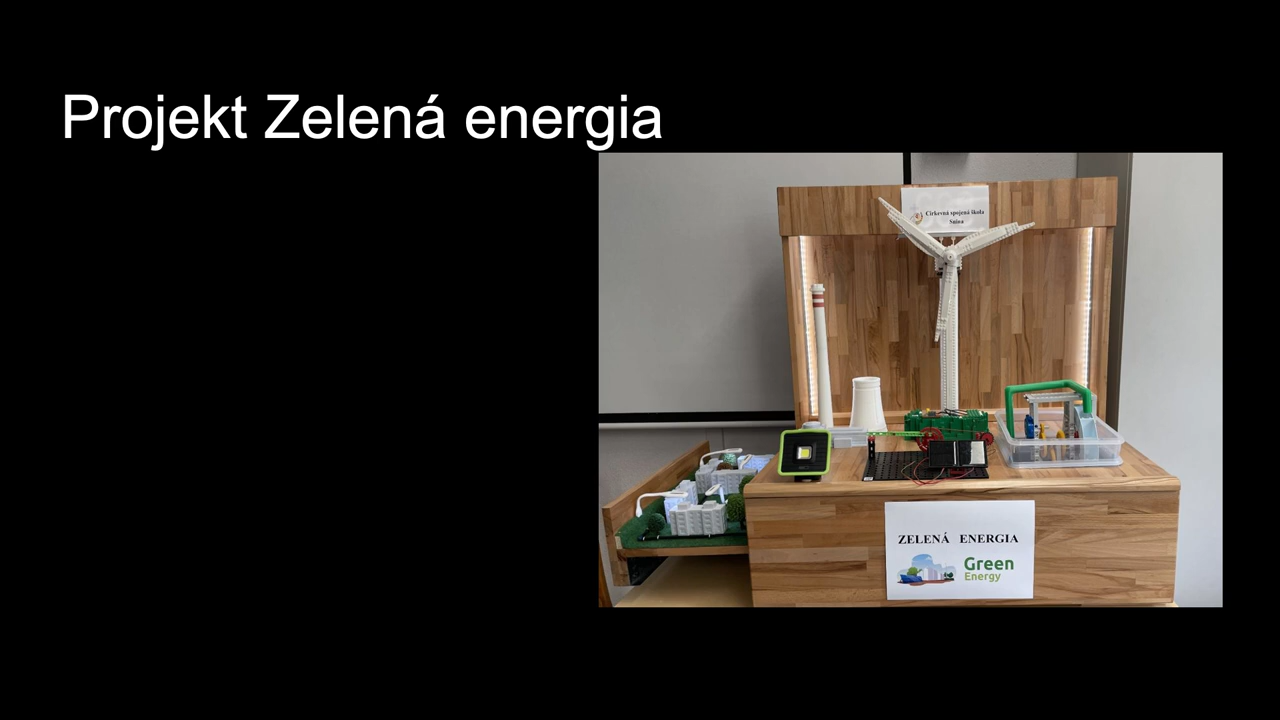 Projekt Zelená energia
Cirkevná spojená škola
Snina
ZELENÁ ENERGIA
Green
Energy